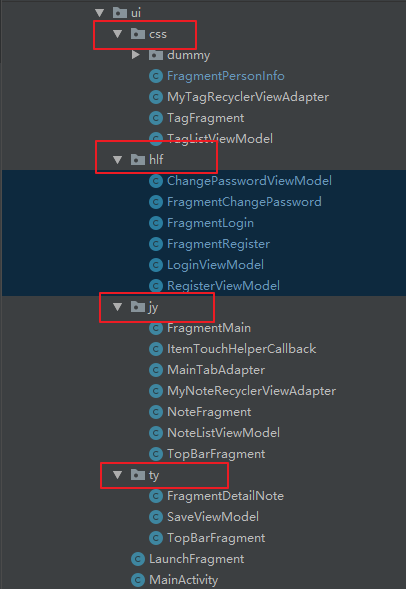 ui
css
dummy
FragmentPersonInfo
MyTagRecyclerViewAdapter
TagFragment
TagListViewModel
hlf
ChangePasswordViewModel
FragmentChangePassword
FragmentLogin
FragmentRegister
LoginViewModel
RegisterViewModel
jy
FragmentMain
ItemTouchHelperCallback
MainTabAdapter
MyNoteRecyclerViewAdapter
NoteFragment
NoteListViewModel
TopBarFragment
ty
FragmentDetailNote
SaveViewModel
TopBarFragment
LaunchFragment
MainActivity